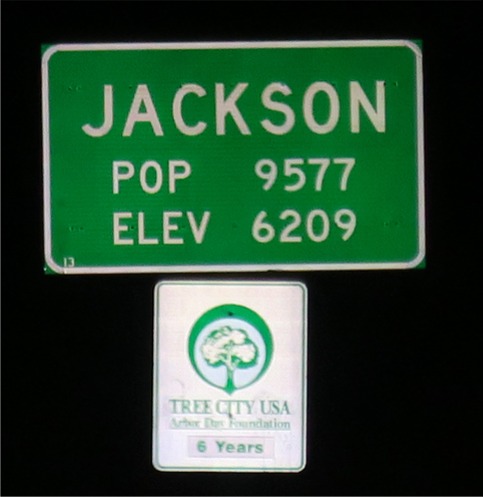 JACKSON
POP 9577
ELEV 6209
13
TREE CITY USA
Arbor Day Foundation
6 Years